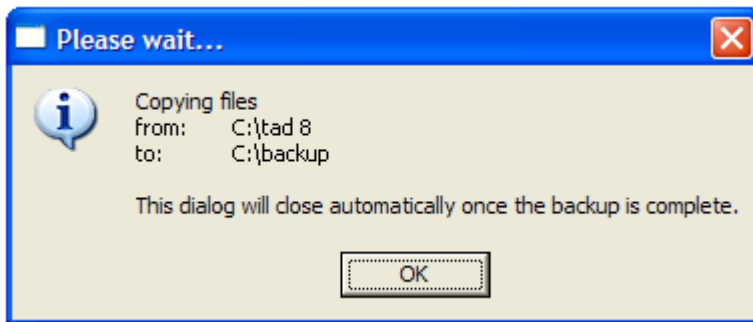 Please wait...
Copying files
from: C:\tad 8
to: C:\backup
This dialog will close automatically once the backup is complete.
OK